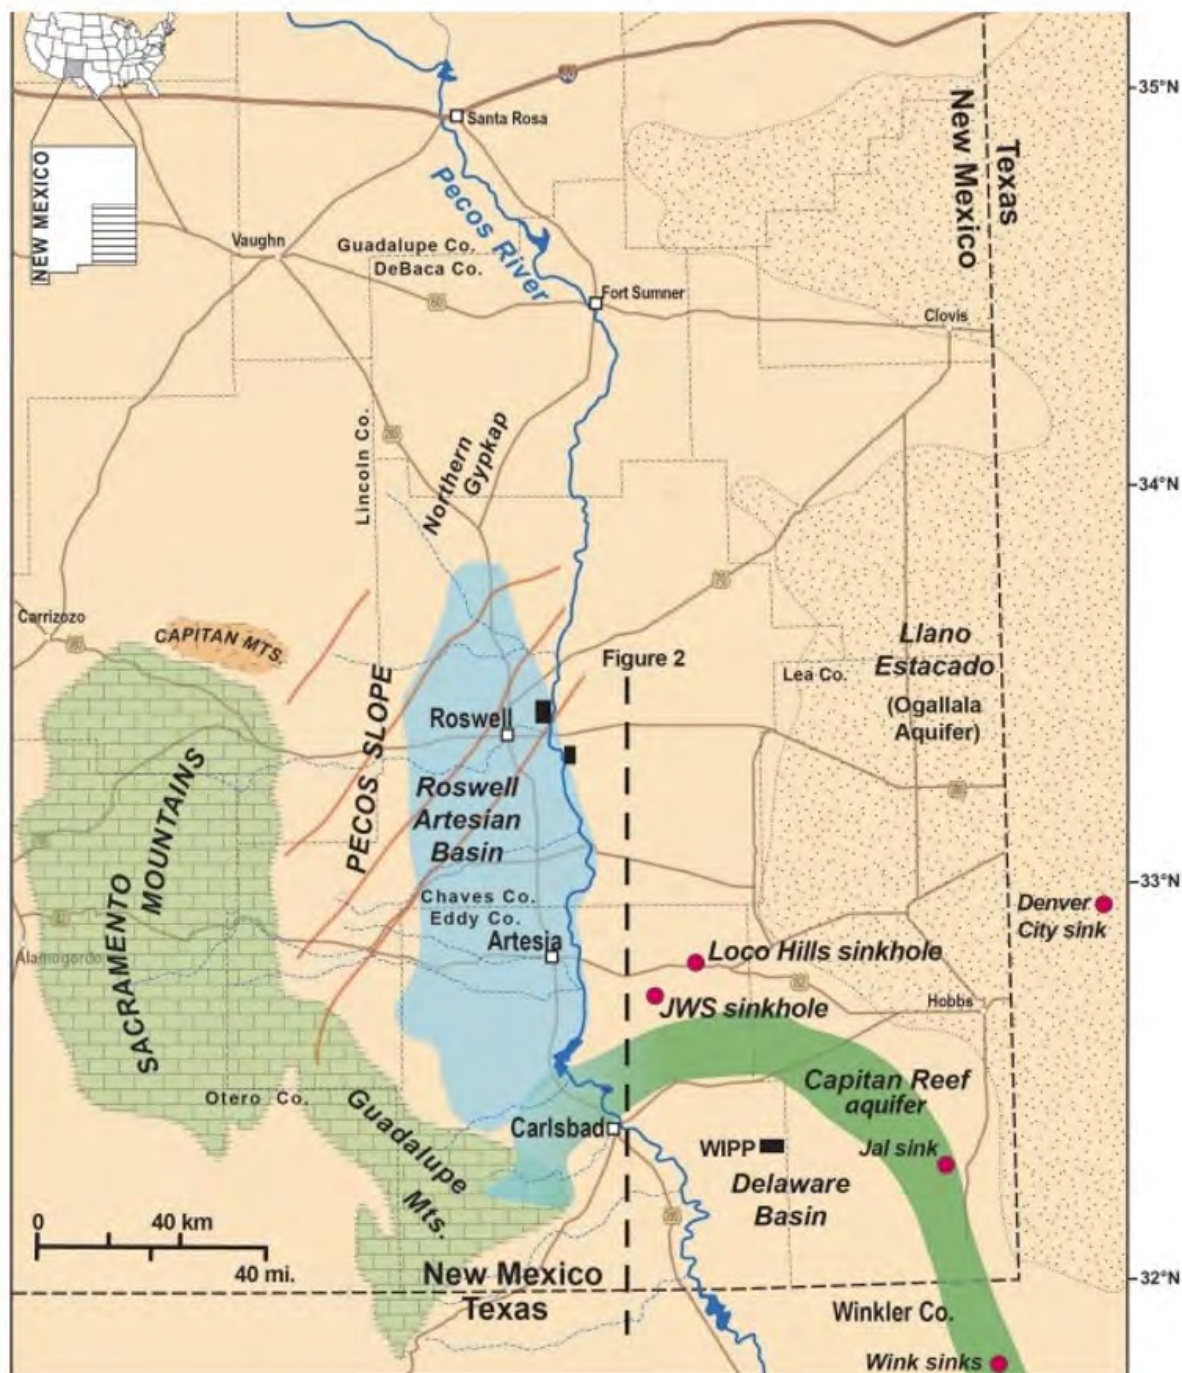 35°N
Santa Rosa
New Mexico
Texas
NEW MEXICO
Pecos River
Vaughn
Guadalupe Co.
DeBaca Co.
60
Fort Sumner
Clovis
Lincoln Co.
Northern
Gypkap
34°N
Carrizozo
CAPITAN MTS.
Figure 2
Llano
Estacado
(Ogallala
Aquifer)
Lea Co.
PECOS SLOPE
Roswell
Roswell
Artesian
Basin
SACRAMENTO
MOUNTAINS
33°N
Chaves Co.
Eddy Co.
Artesia
Denver
City sink
Loco Hills sinkhole
JWS sinkhole
82
Hobbs
Alamogordo
Otero Co.
Guadalupe
Mts.
Capitan Reef
aquifer
Carlsbad
WIPP
Jal sink
Delaware
Basin
0 40 km
40 mi.
New Mexico
Texas
32°N
Winkler Co.
Wink sinks